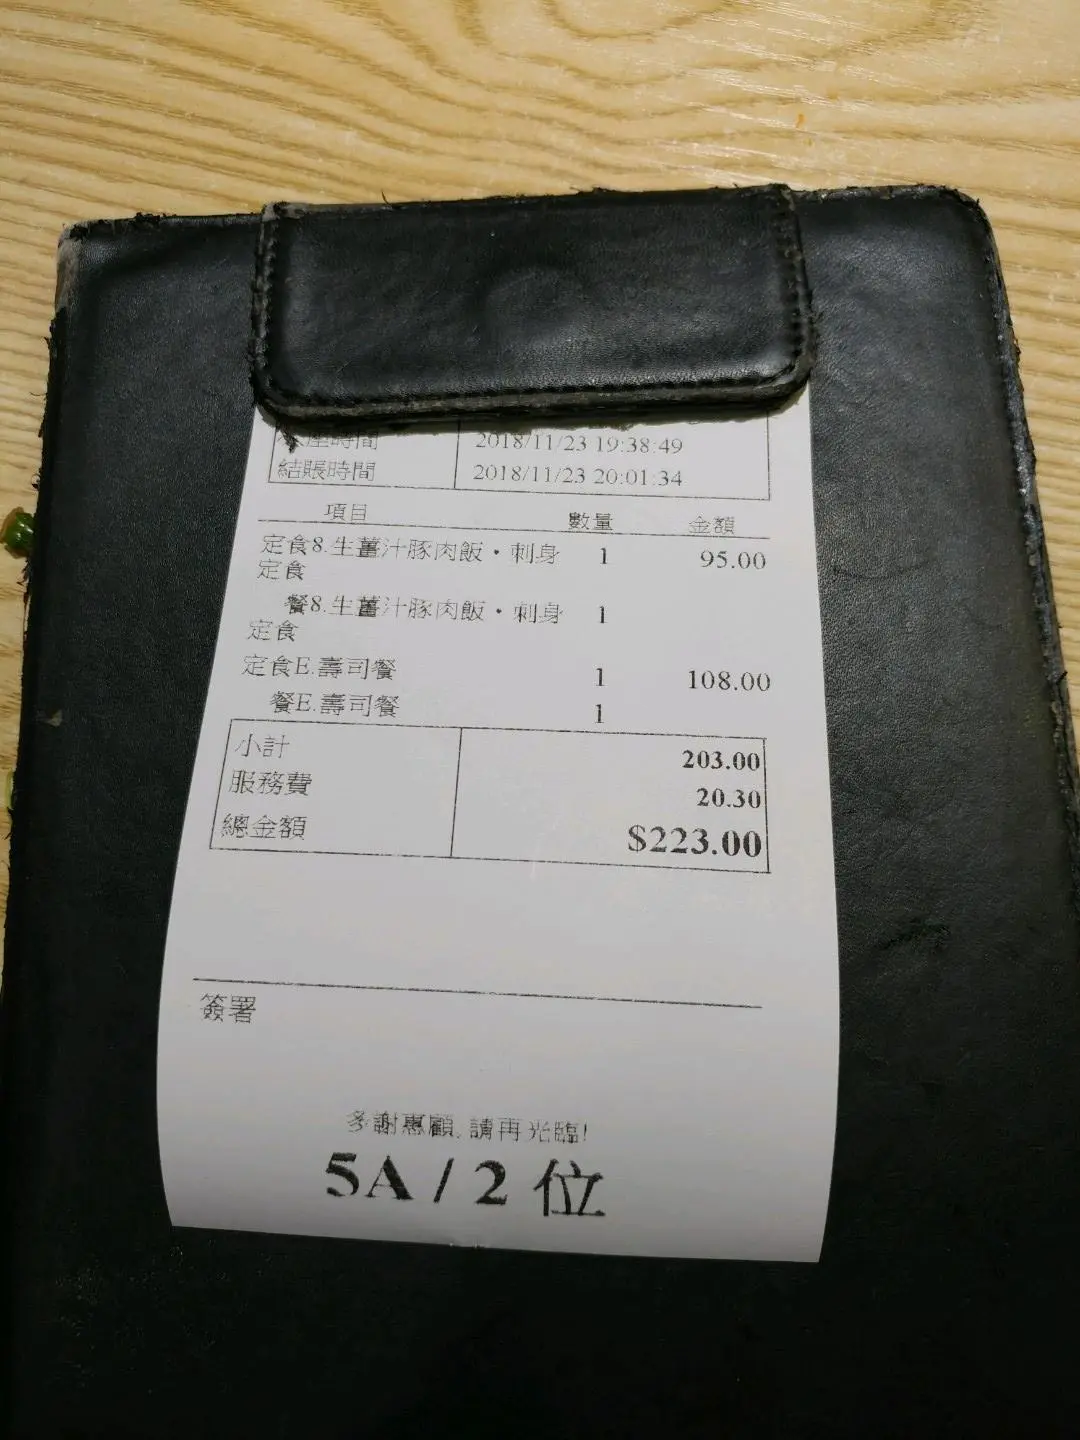 座時間 2018/11/23 19:38:49
結賬時間 2018/11/23 20:01:34
項目 數量 金額
定食8.生薑汁豚肉飯・刺身 1 95.00
定食
餐8.生薑汁豚肉飯・刺身 1
定食
定食E.壽司餐 1 108.00
餐E.壽司餐 1
小計 203.00
服務費 20.30
總金額 $223.00
簽署
多謝惠顧,請再光臨!
5A / 2 位